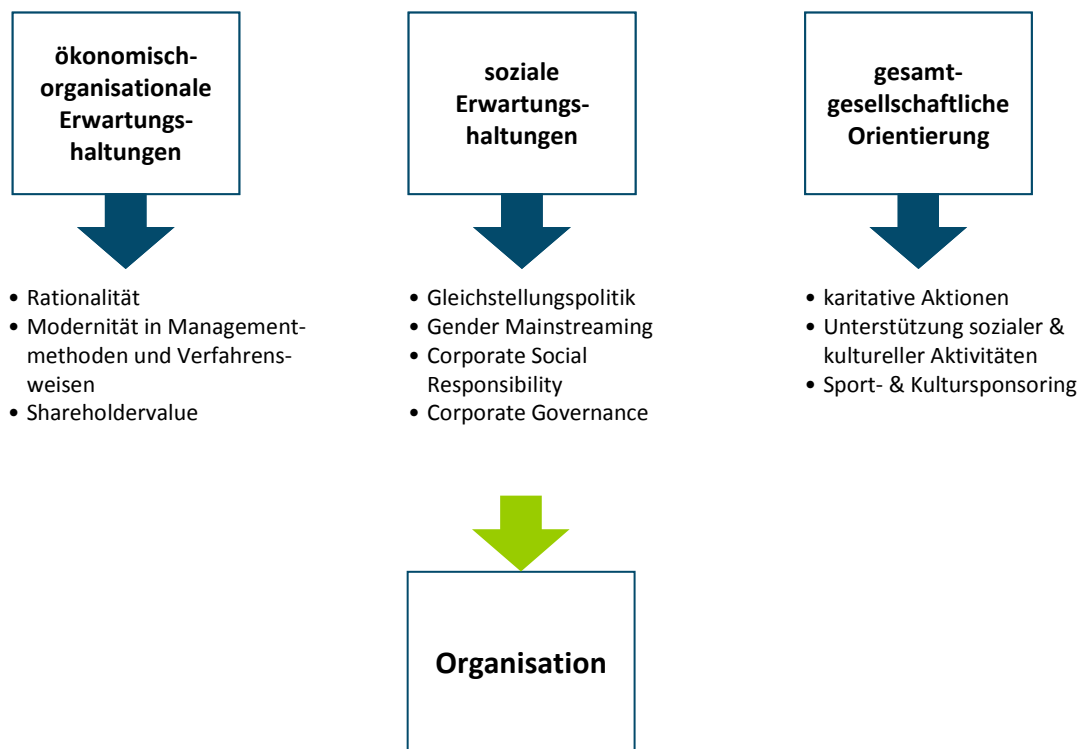 ökonomisch-
organisationale
Erwartungs-
haltungen
soziale
Erwartungs-
haltungen
gesamt-
gesellschaftliche
Orientierung
• Rationalität
• Modernität in Management-
methoden und Verfahrens-
weisen
• Shareholdervalue
• Gleichstellungspolitik
• Gender Mainstreaming
• Corporate Social
Responsibility
• Corporate Governance
• karitative Aktionen
• Unterstützung sozialer &
kultureller Aktivitäten
• Sport- & Kultursponsoring
Organisation